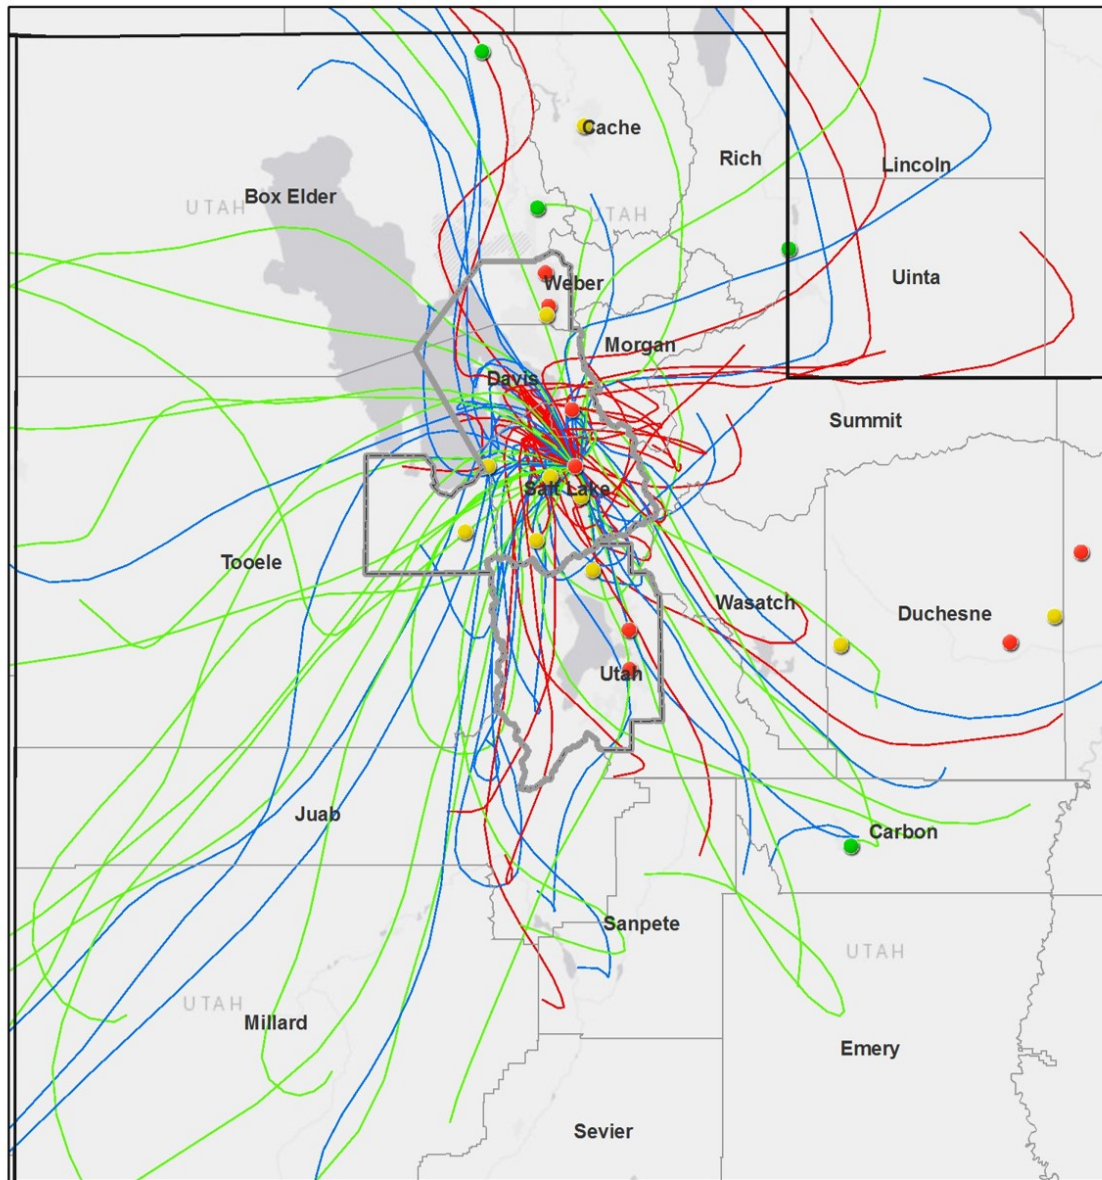 Cache
Rich
Lincoln
Box Elder
UTAH
UTAH
Uinta
Weber
Morgan
Davis
Summit
Salt Lake
Tooele
Wasatch
Duchesne
Utah
Juab
Carbon
Sanpete
UTAH
UTAH
Millard
Emery
Sevier